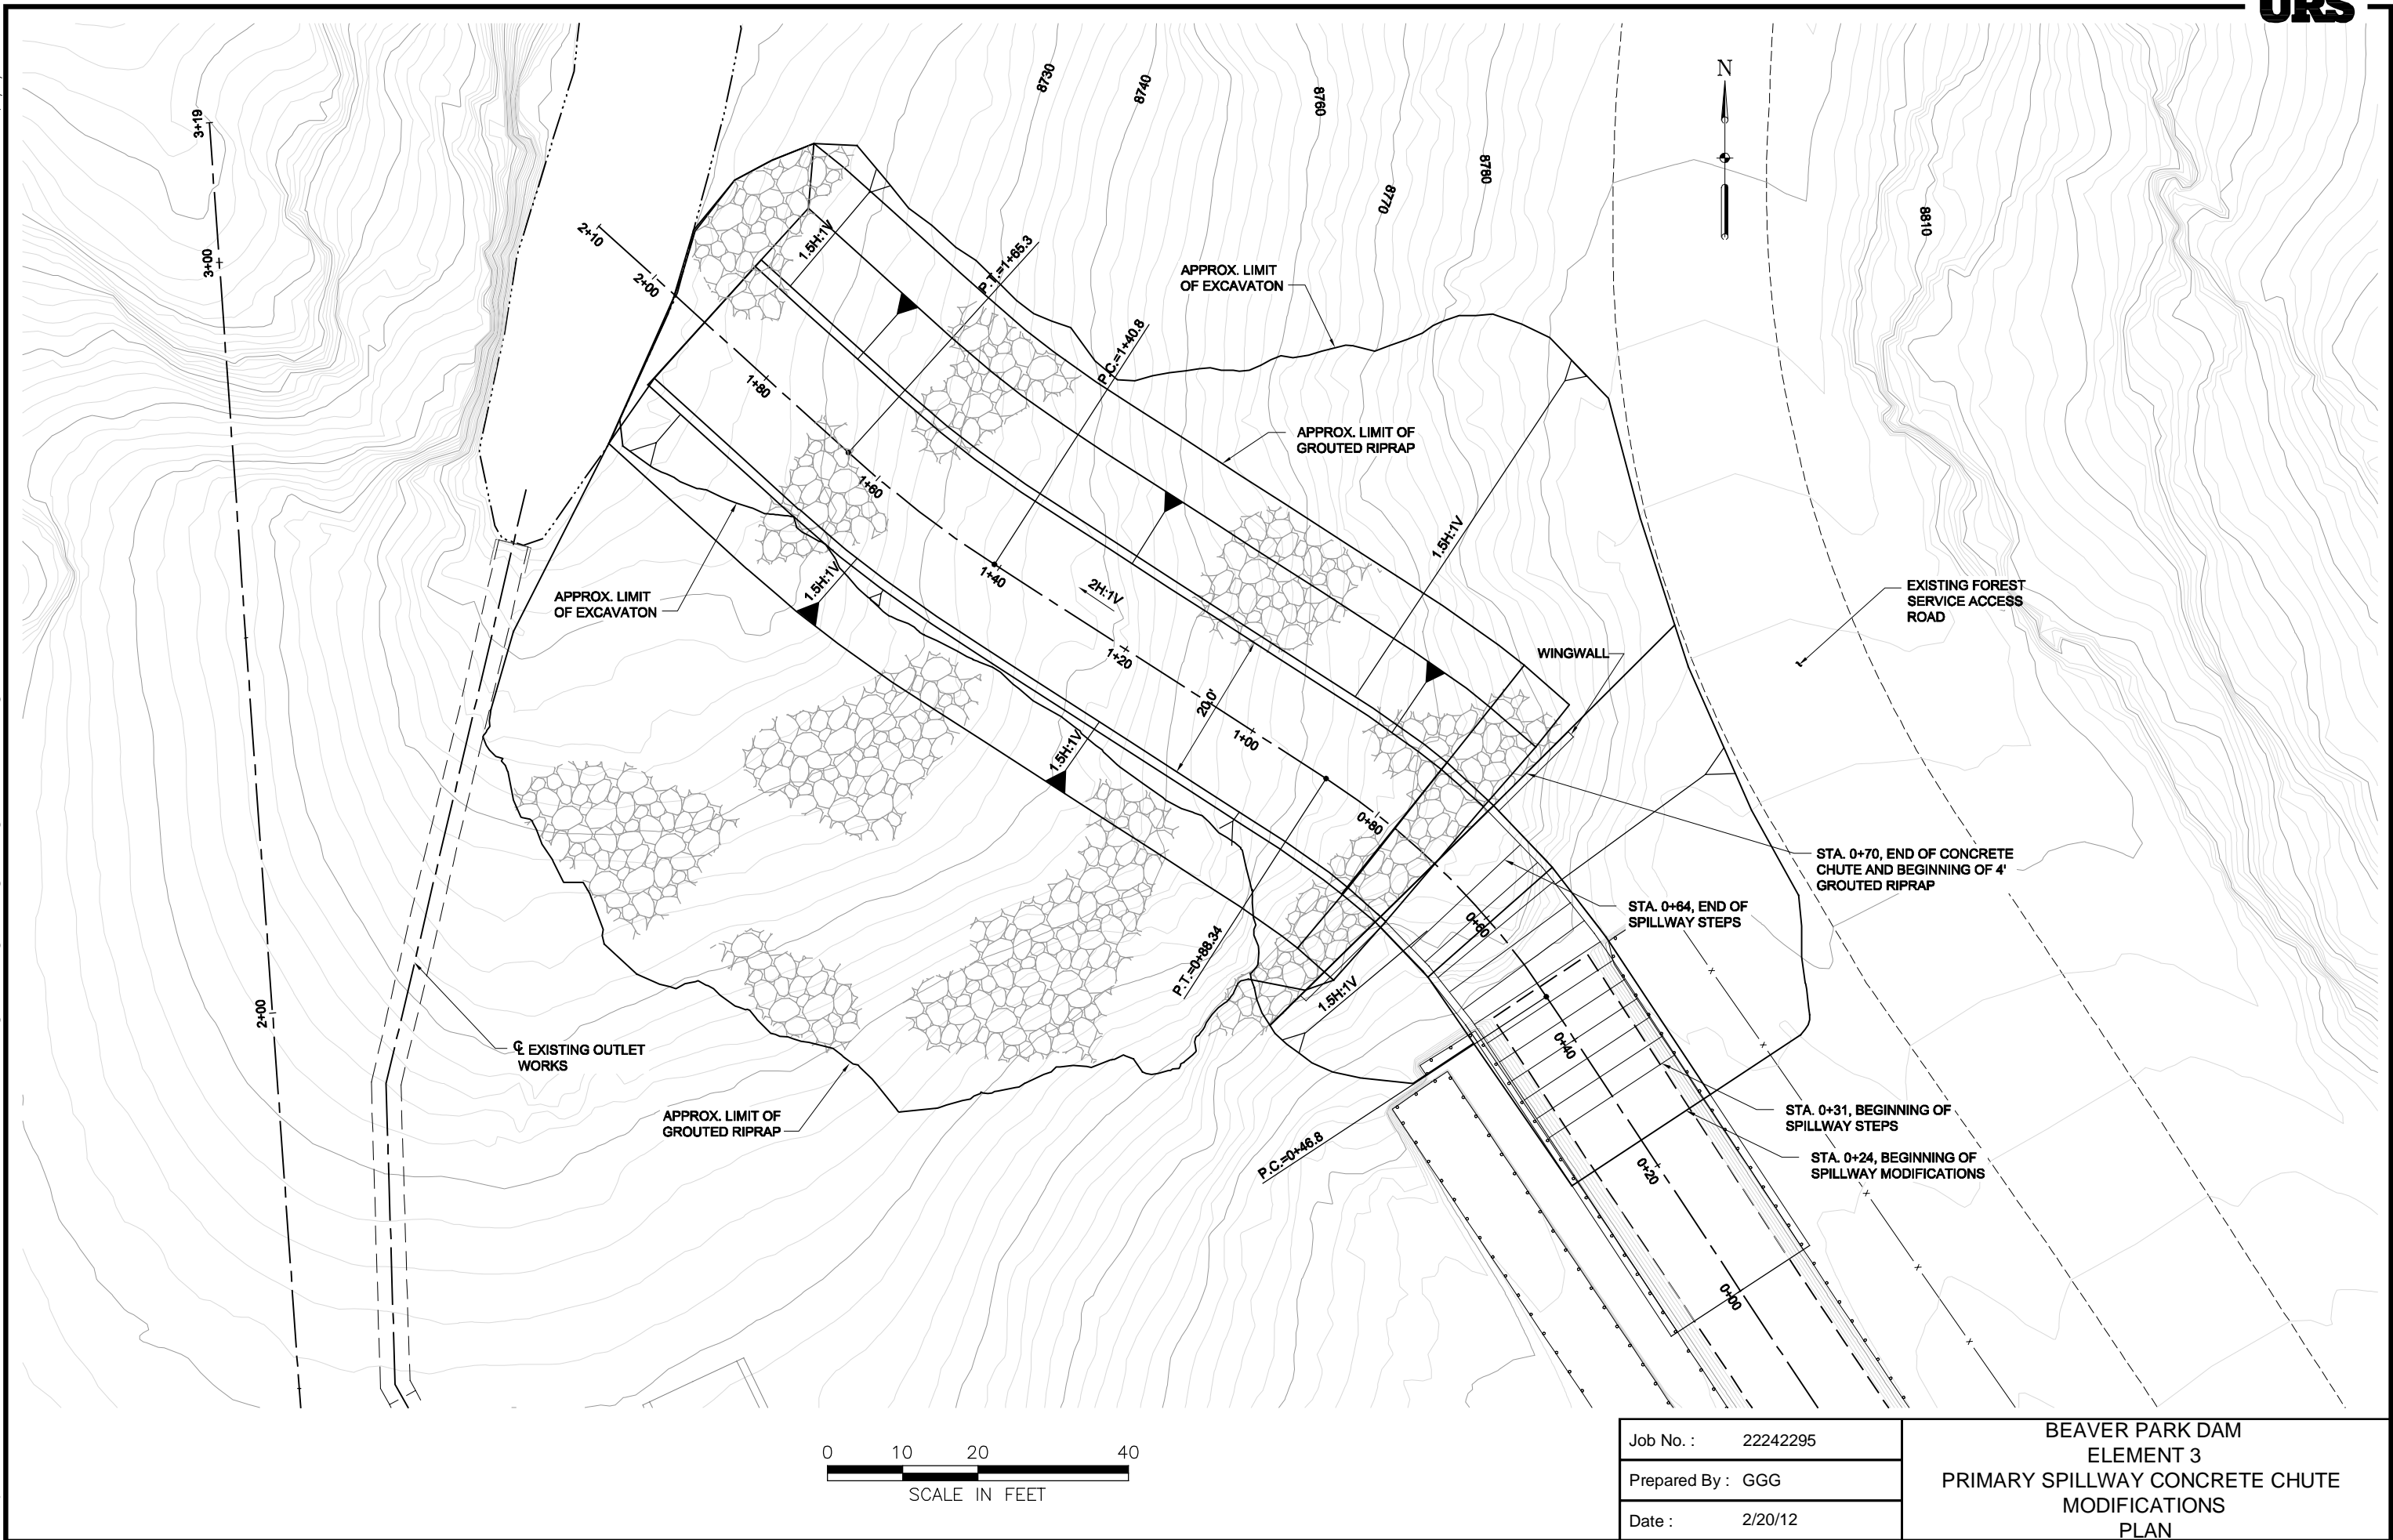 URS
8730
8740
8760
8770
8780
8810
N
3+19
3+00
2+00
2+10
2+00
1+80
1+60
1+40
1+20
1+00
0+80
0+60
0+40
0+20
0+00
1.5H:1V
P.T.=1+65.3
P.C.=1+40.8
APPROX. LIMIT
OF EXCAVATON
APPROX. LIMIT OF
GROUTED RIPRAP
1.5H:1V
APPROX. LIMIT
OF EXCAVATON
1.5H:1V
2H:1V
20.0'
1.5H:1V
WINGWALL
EXISTING FOREST
SERVICE ACCESS
ROAD
STA. 0+70, END OF CONCRETE
CHUTE AND BEGINNING OF 4'
GROUTED RIPRAP
STA. 0+64, END OF
SPILLWAY STEPS
P.T.=0+88.34
1.5H:1V
℄ EXISTING OUTLET
WORKS
APPROX. LIMIT OF
GROUTED RIPRAP
P.C.=0+46.8
STA. 0+31, BEGINNING OF
SPILLWAY STEPS
STA. 0+24, BEGINNING OF
SPILLWAY MODIFICATIONS
0 10 20 40
SCALE IN FEET
Job No. : 22242295
Prepared By : GGG
Date : 2/20/12
BEAVER PARK DAM
ELEMENT 3
PRIMARY SPILLWAY CONCRETE CHUTE
MODIFICATIONS
PLAN